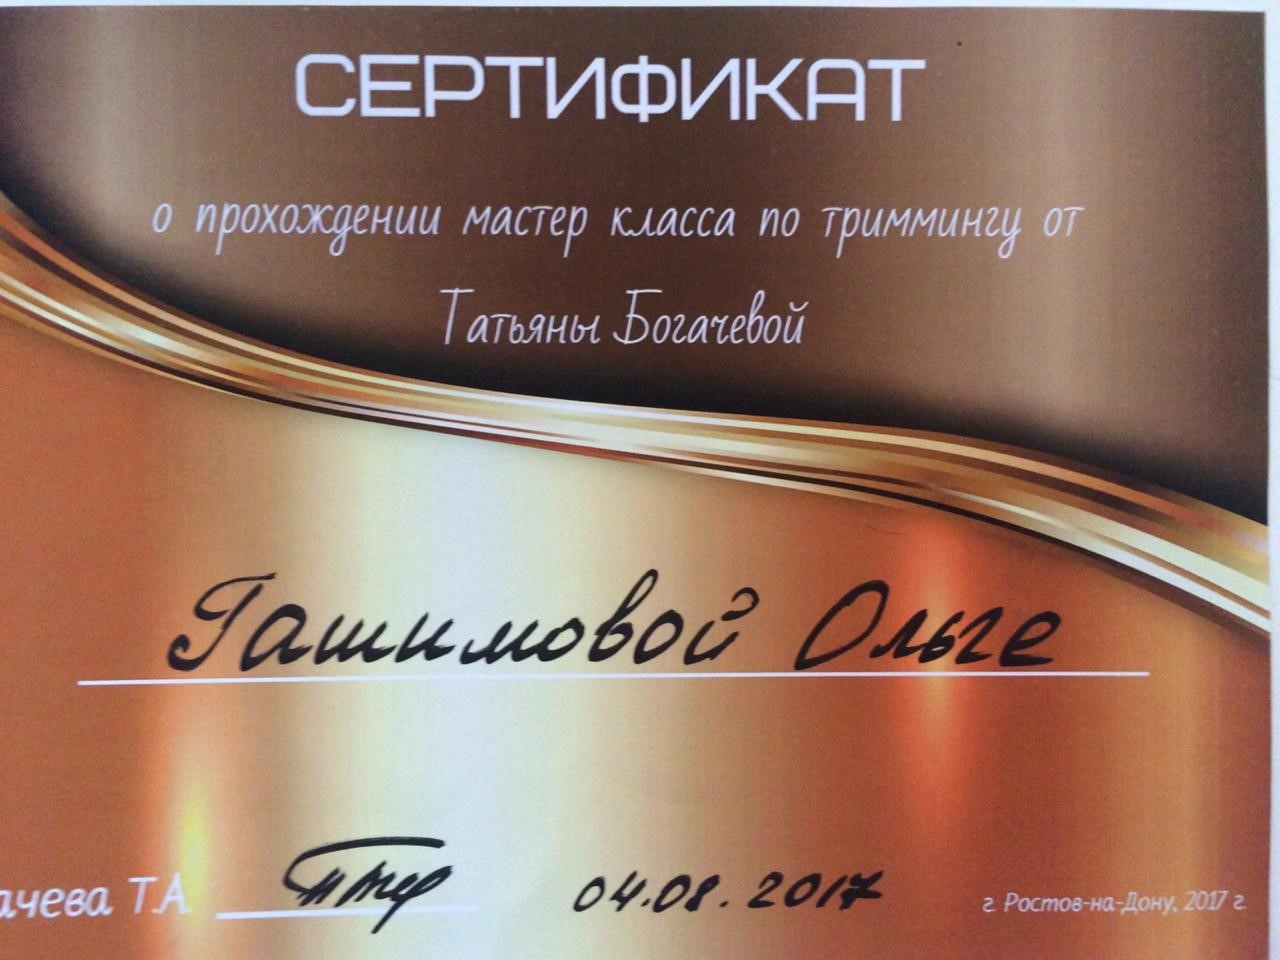 СЕРТИФИКАТ
о прохождении мастер класса по триммингу от
Татьяны Богачевой
Гашимовой Ольге
ачева Т.А. 04.08.2017 г. Ростов-на-Дону, 2017 г.